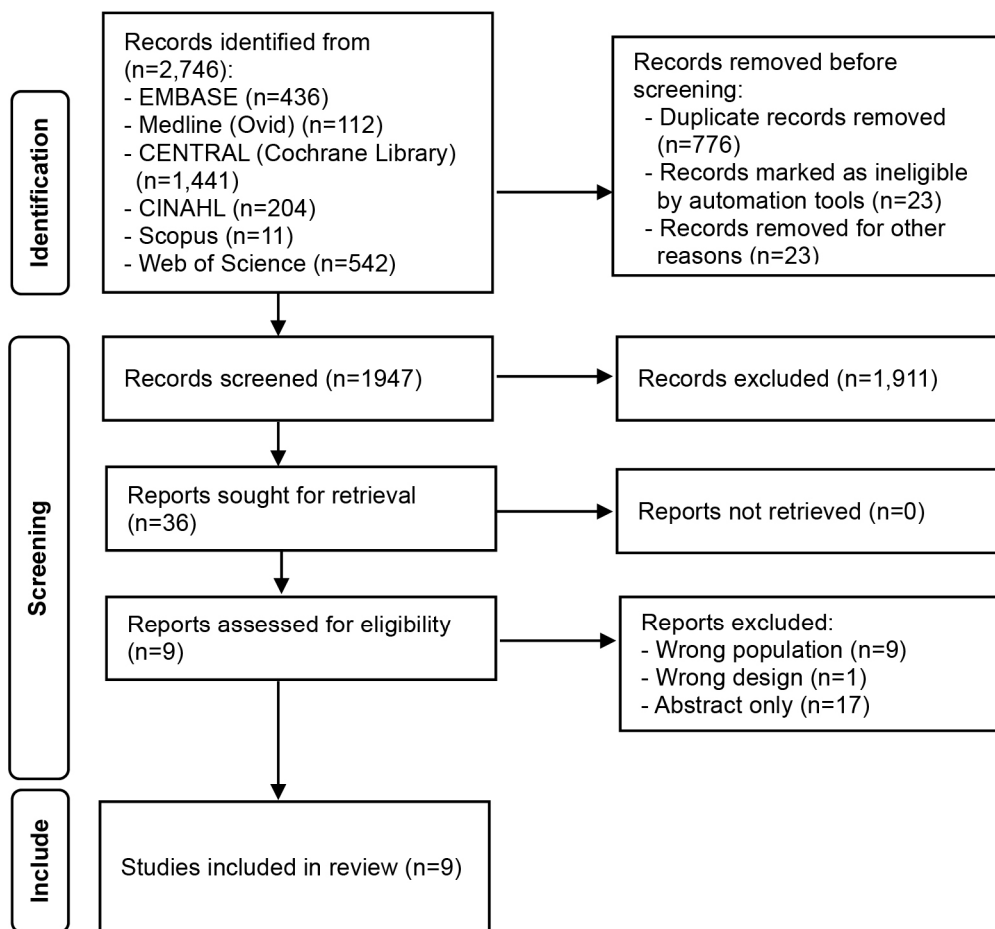 Identification
Records identified from
(n=2,746):
- EMBASE (n=436)
- Medline (Ovid) (n=112)
- CENTRAL (Cochrane Library)
(n=1,441)
- CINAHL (n=204)
- Scopus (n=11)
- Web of Science (n=542)
Records removed before
screening:
- Duplicate records removed
(n=776)
- Records marked as ineligible
by automation tools (n=23)
- Records removed for other
reasons (n=23)
Screening
Records screened (n=1947)
Records excluded (n=1,911)
Reports sought for retrieval
(n=36)
Reports not retrieved (n=0)
Reports assessed for eligibility
(n=9)
Reports excluded:
- Wrong population (n=9)
- Wrong design (n=1)
- Abstract only (n=17)
Include
Studies included in review (n=9)